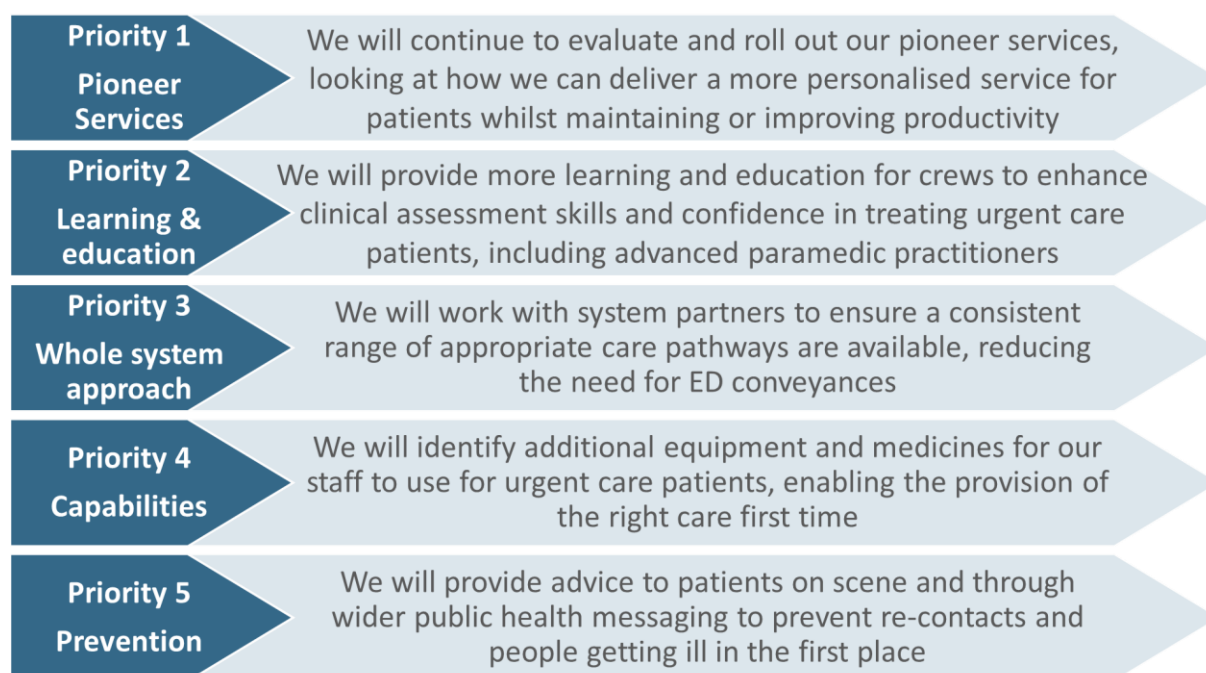 Priority 1
Pioneer
Services
We will continue to evaluate and roll out our pioneer services,
looking at how we can deliver a more personalised service for
patients whilst maintaining or improving productivity
Priority 2
Learning &
education
We will provide more learning and education for crews to enhance
clinical assessment skills and confidence in treating urgent care
patients, including advanced paramedic practitioners
Priority 3
Whole system
approach
We will work with system partners to ensure a consistent
range of appropriate care pathways are available, reducing
the need for ED conveyances
Priority 4
Capabilities
We will identify additional equipment and medicines for our
staff to use for urgent care patients, enabling the provision of
the right care first time
Priority 5
Prevention
We will provide advice to patients on scene and through
wider public health messaging to prevent re-contacts and
people getting ill in the first place